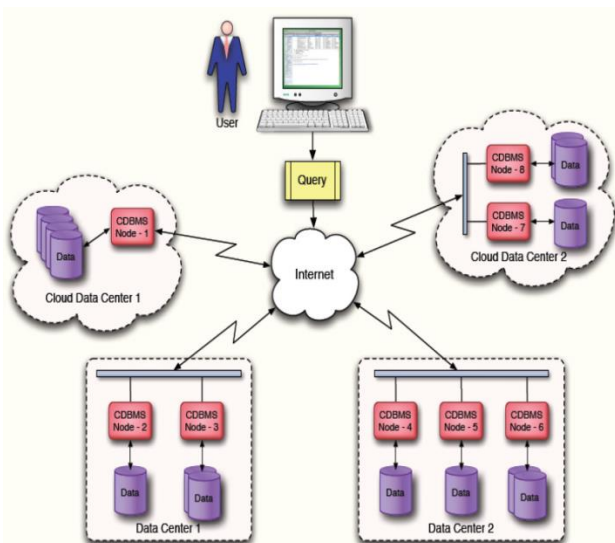 User
Query
Internet
CDBMS
Node - 1
Data
Cloud Data Center 1
CDBMS
Node - 8
Data
CDBMS
Node - 7
Data
Cloud Data Center 2
CDBMS
Node - 2
CDBMS
Node - 3
Data
Data
Data Center 1
CDBMS
Node - 4
CDBMS
Node - 5
CDBMS
Node - 6
Data
Data
Data
Data Center 2